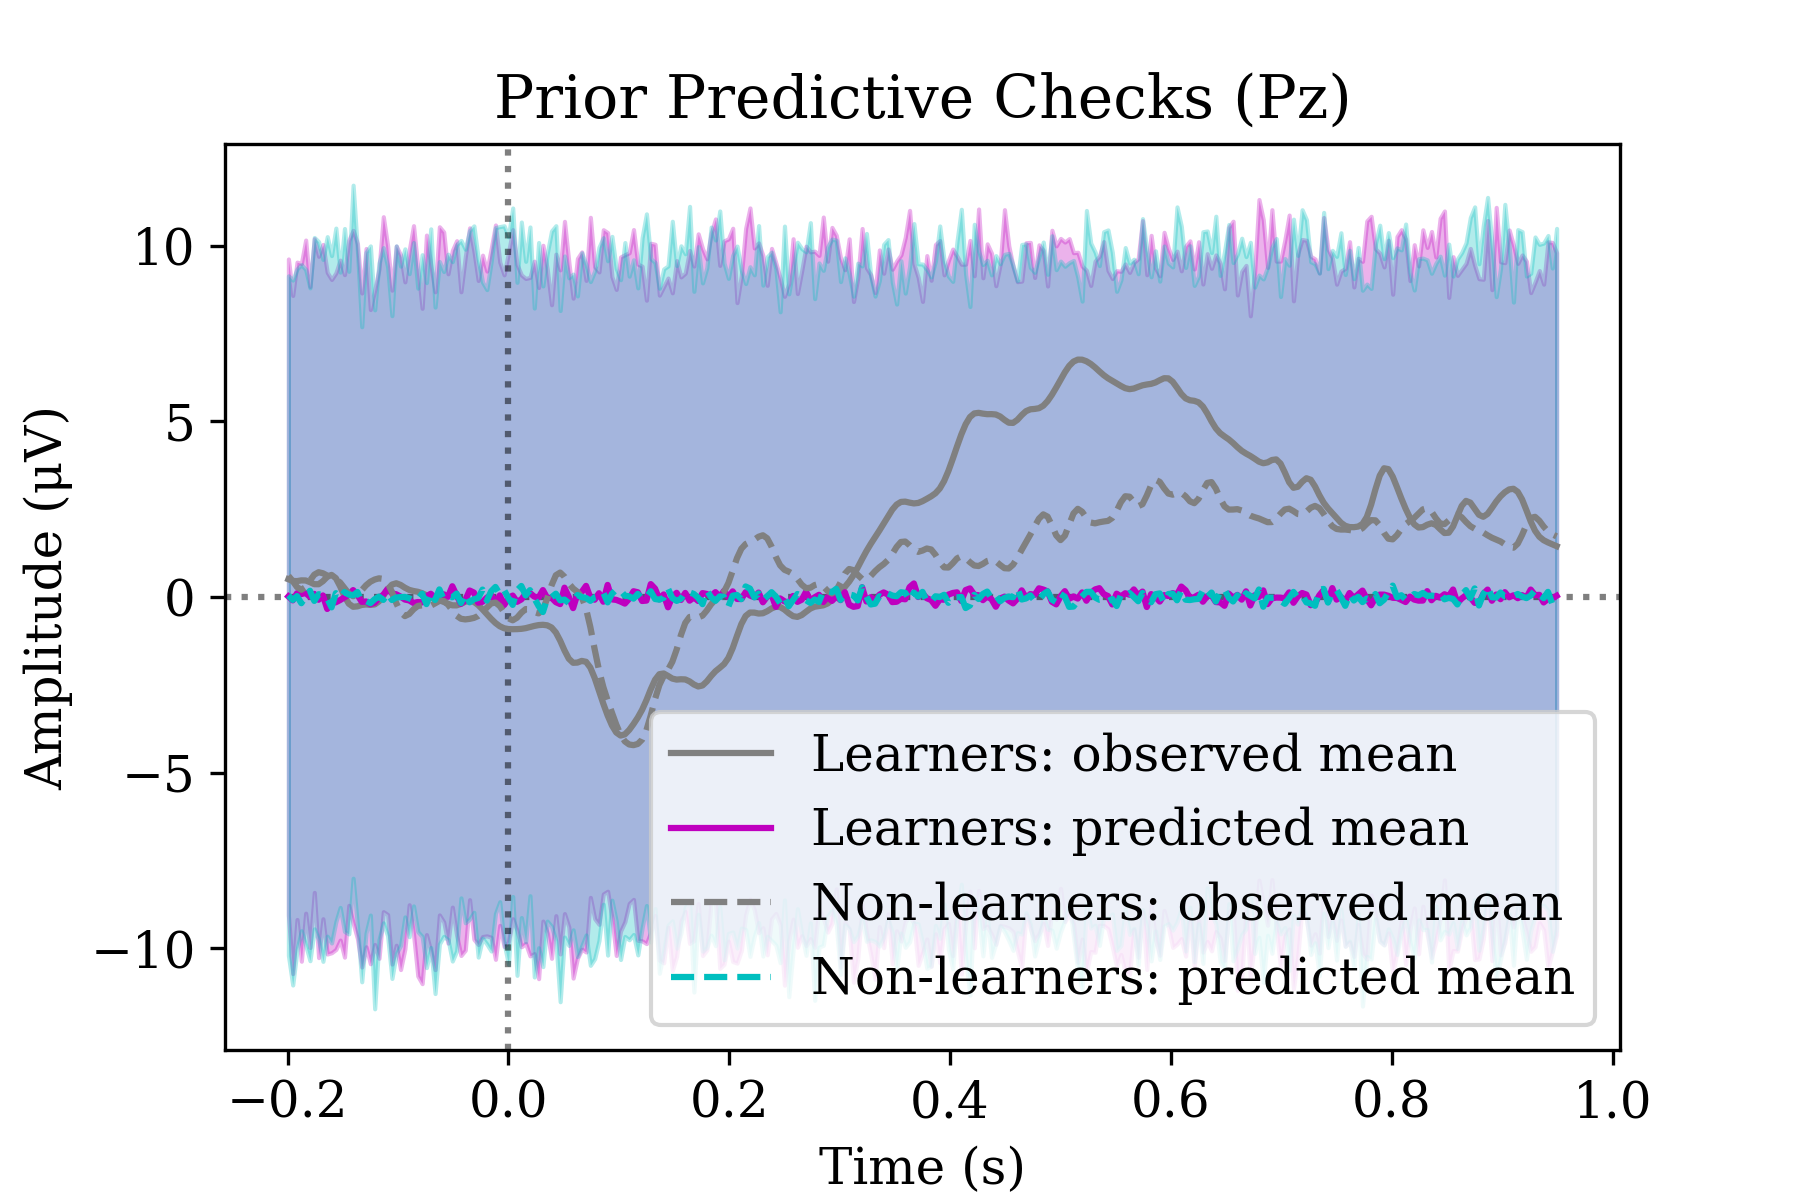 Prior Predictive Checks (Pz)
10
5
0
−5
−10
Amplitude (μV)
Learners: observed mean
Learners: predicted mean
Non-learners: observed mean
Non-learners: predicted mean
−0.2
0.0
0.2
0.4
0.6
0.8
1.0
Time (s)